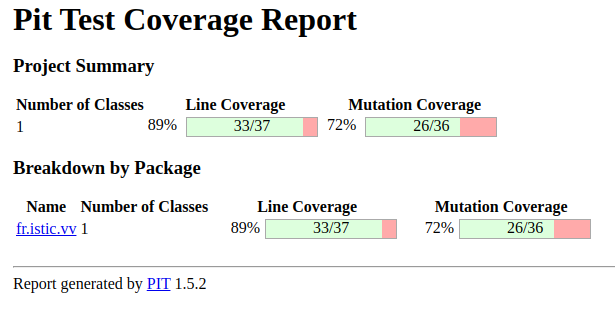 Pit Test Coverage Report
Project Summary
Number of Classes Line Coverage Mutation Coverage
1 89% 33/37 72% 26/36
Breakdown by Package
Name Number of Classes Line Coverage Mutation Coverage
fr.istic.vv 1 89% 33/37 72% 26/36
Report generated by PIT 1.5.2